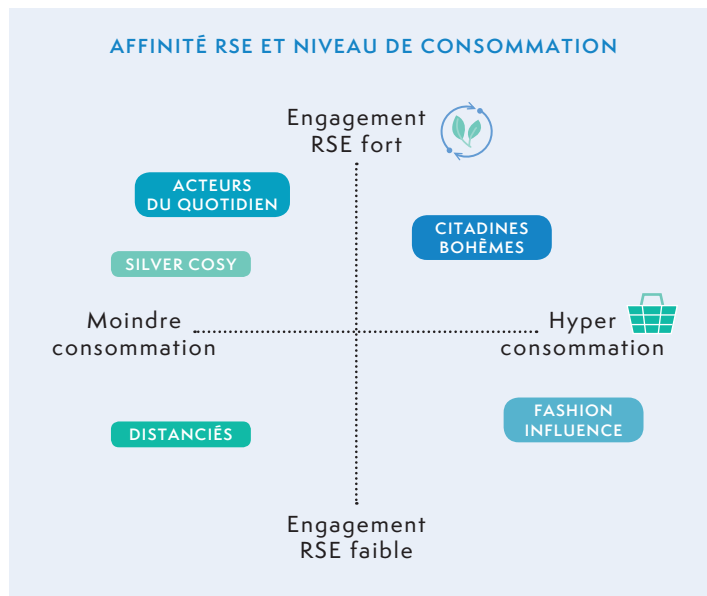 AFFINITÉ RSE ET NIVEAU DE CONSOMMATION
Engagement
RSE fort
ACTEURS
DU QUOTIDIEN
CITADINES
BOHÈMES
SILVER COSY
Moindre
consommation
Hyper
consommation
FASHION
INFLUENCE
DISTANCIÉS
Engagement
RSE faible